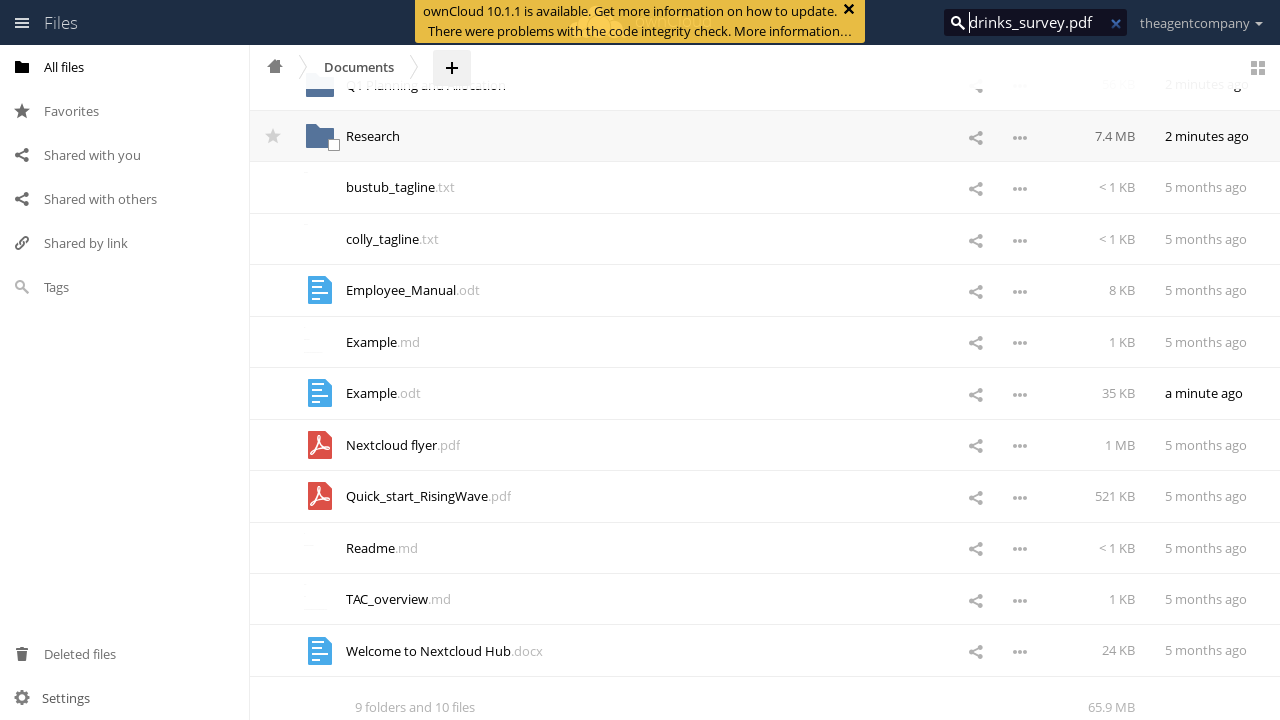 Files
ownCloud 10.1.1 is available. Get more information on how to update.
There were problems with the code integrity check. More information…
drinks_survey.pdf
theagentcompany
All files
Favorites
Shared with you
Shared with others
Shared by link
Tags
Deleted files
Settings
Documents
Q1 Planning and Allocation 2 minutes ago
Research 7.4 MB 2 minutes ago
bustub_tagline.txt < 1 KB 5 months ago
colly_tagline.txt < 1 KB 5 months ago
Employee_Manual.odt 8 KB 5 months ago
Example.md 1 KB 5 months ago
Example.odt 35 KB a minute ago
Nextcloud flyer.pdf 1 MB 5 months ago
Quick_start_RisingWave.pdf 521 KB 5 months ago
Readme.md < 1 KB 5 months ago
TAC_overview.md 1 KB 5 months ago
Welcome to Nextcloud Hub.docx 24 KB 5 months ago
9 folders and 10 files 65.9 MB